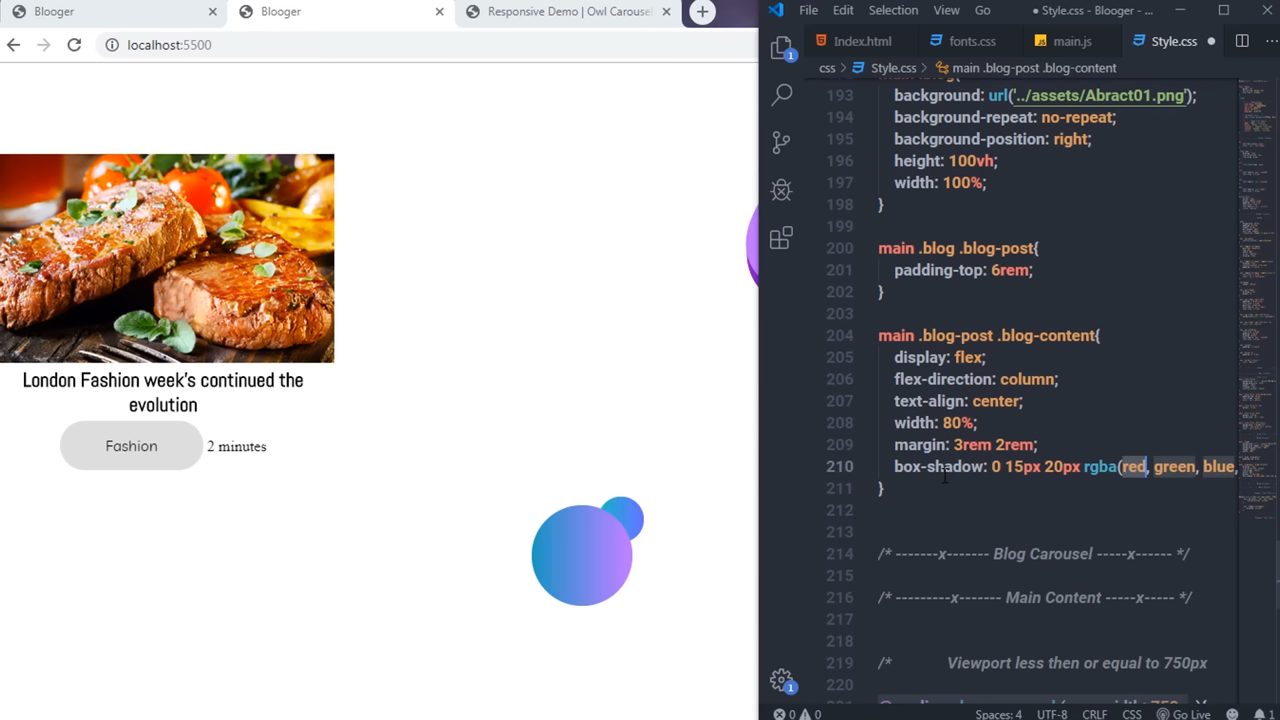 Blooger
Blooger
Responsive Demo | Owl Carousel
localhost:5500
London Fashion week's continued the
evolution
Fashion
2 minutes
File Edit Selection View Go
● Style.css - Blooger - ...
Index.html
fonts.css
main.js
Style.css
css > Style.css > main .blog-post .blog-content
193 background: url('../assets/Abract01.png');
194 background-repeat: no-repeat;
195 background-position: right;
196 height: 100vh;
197 width: 100%;
198 }
199
200 main .blog .blog-post{
201 padding-top: 6rem;
202 }
203
204 main .blog-post .blog-content{
205 display: flex;
206 flex-direction: column;
207 text-align: center;
208 width: 80%;
209 margin: 3rem 2rem;
210 box-shadow: 0 15px 20px rgba(red, green, blue,
211 }
212
213
214 /* -------x------- Blog Carousel -----x------ */
215
216 /* ---------x------- Main Content -----x----- */
217
218
219 /* Viewport less then or equal to 750px
220
1
1
0 0
Spaces: 4 UTF-8 CRLF CSS Go Live 1